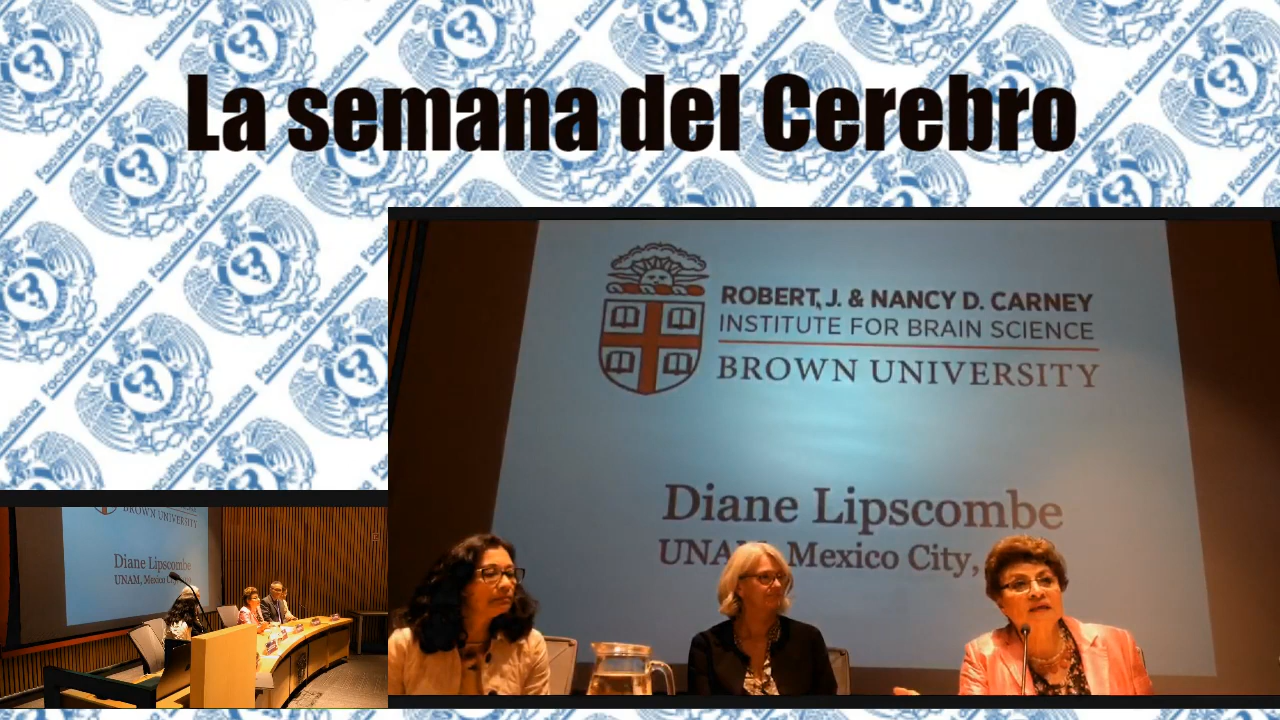 La semana del Cerebro
Facultad de Medicina
ROBERT, J. & NANCY D. CARNEY
INSTITUTE FOR BRAIN SCIENCE
BROWN UNIVERSITY
Diane Lipscombe
UNAM, Mexico City,
BROWN UNIVERSITY
Diane Lipscombe
UNAM, Mexico City,